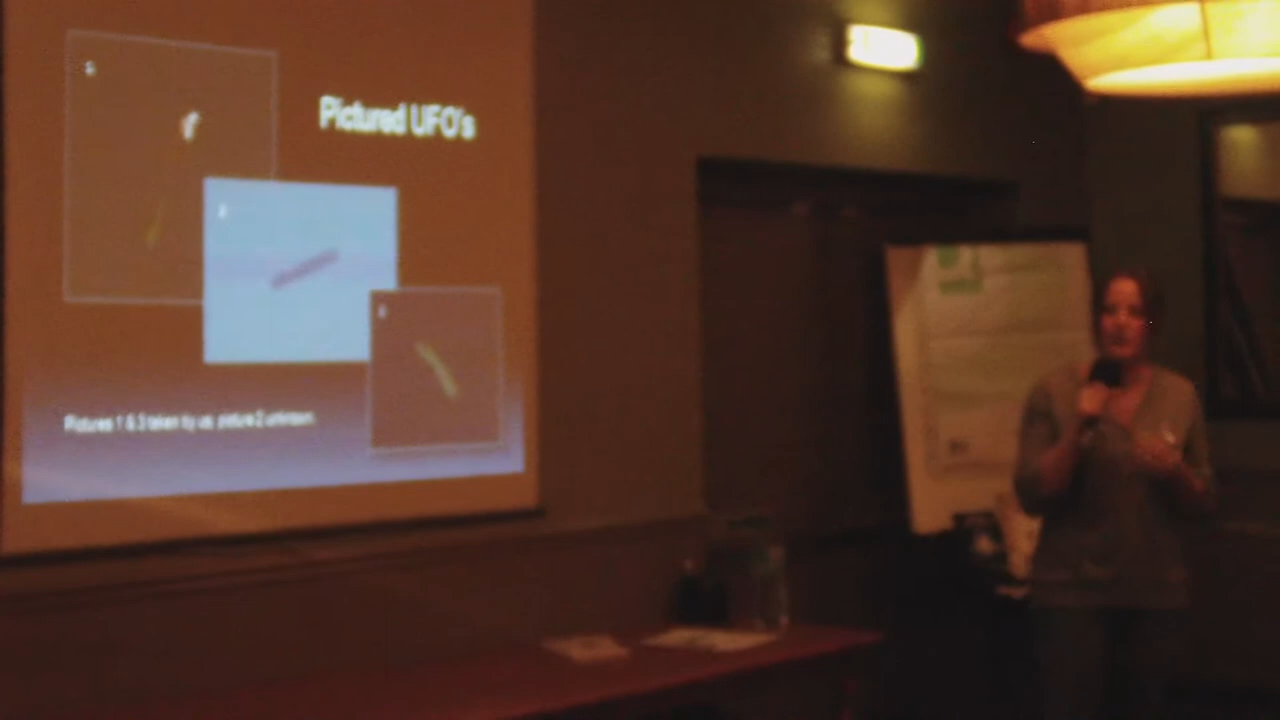 Pictured UFO's
Pictures 1 & 3 taken by us, picture 2 unknown.